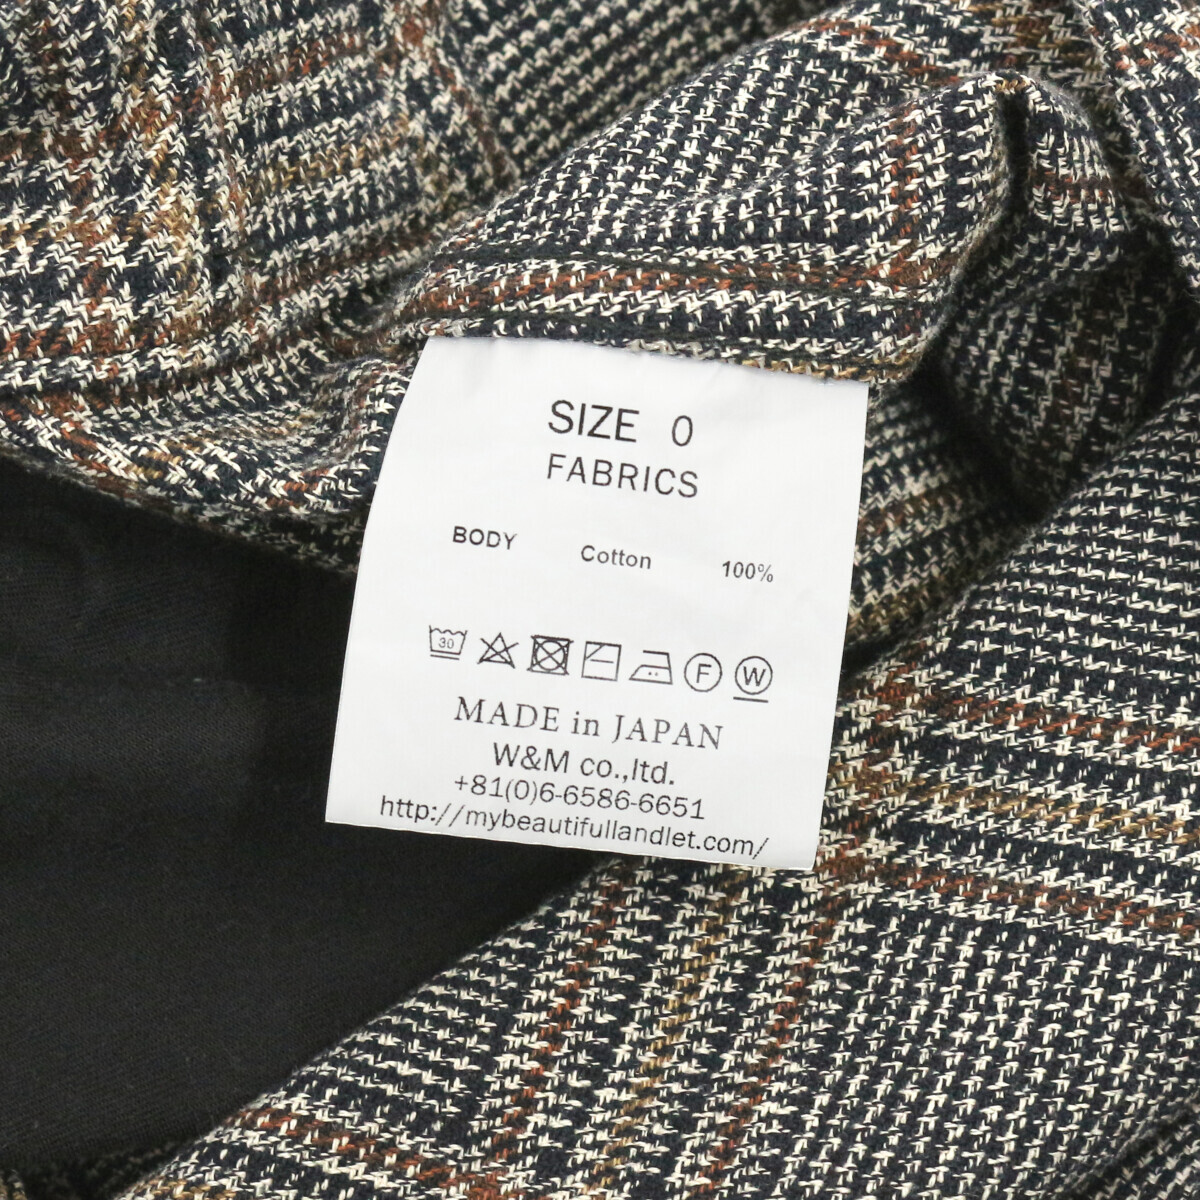 SIZE 0
FABRICS
BODY Cotton 100%
30 F W
MADE in JAPAN
W&M co.,ltd.
+81(0)6-6586-6651
http://mybeautifullandlet.com/